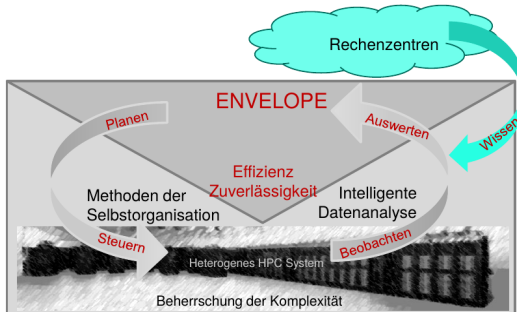 Rechenzentren
ENVELOPE
Planen
Auswerten
Wissen
Effizienz
Zuverlässigkeit
Methoden der
Selbstorganisation
Intelligente
Datenanalyse
Steuern
Beobachten
Heterogenes HPC System
Beherrschung der Komplexität